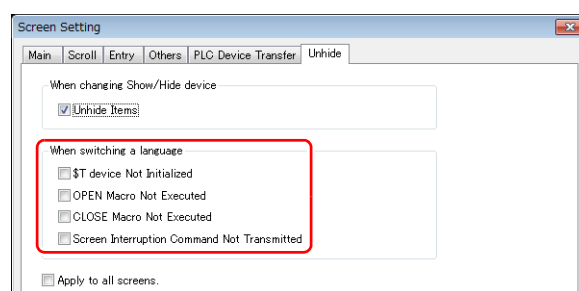 Screen Setting
Main Scroll Entry Others PLC Device Transfer Unhide
When changing Show/Hide device
Unhide Items
When switching a language
$T device Not Initialized
OPEN Macro Not Executed
CLOSE Macro Not Executed
Screen Interruption Command Not Transmitted
Apply to all screens.